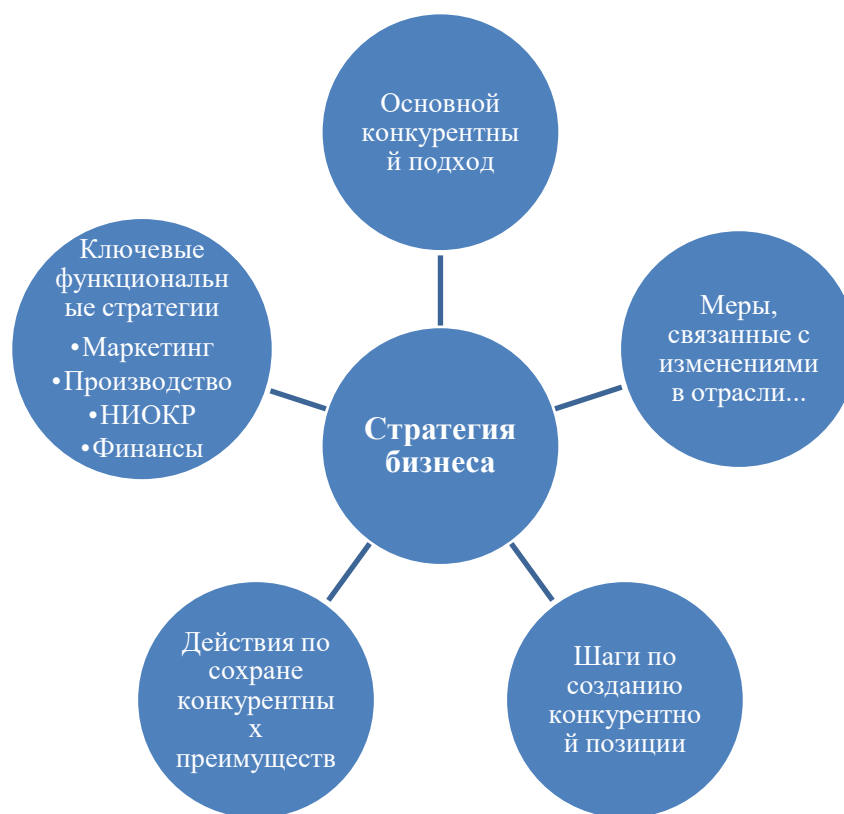 Основной
конкурентны
й подход
Ключевые
функциональн
ые стратегии
•Маркетинг
•Производство
•НИОКР
•Финансы
Меры,
связанные с
изменениями
в отрасли...
Стратегия
бизнеса
Действия по
сохране
конкурентны
х
преимуществ
Шаги по
созданию
конкурентно
й позиции